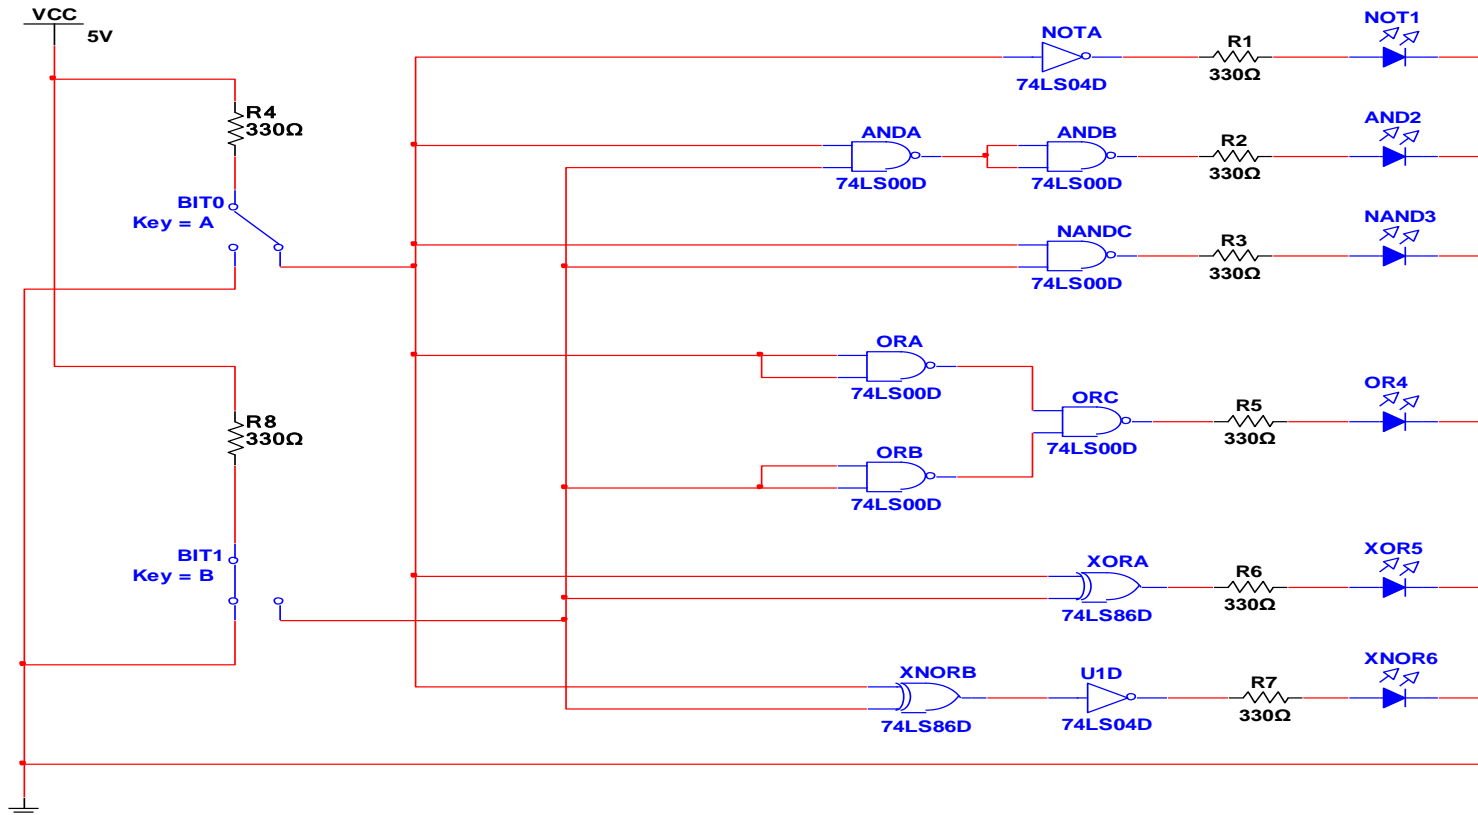 VCC
5V
R4
330Ω
BIT0
Key = A
R8
330Ω
BIT1
Key = B
NOTA
74LS04D
R1
330Ω
NOT1
ANDA
74LS00D
ANDB
74LS00D
R2
330Ω
AND2
NANDC
74LS00D
R3
330Ω
NAND3
ORA
74LS00D
ORB
74LS00D
ORC
74LS00D
R5
330Ω
OR4
XORA
74LS86D
R6
330Ω
XOR5
XNORB
74LS86D
U1D
74LS04D
R7
330Ω
XNOR6